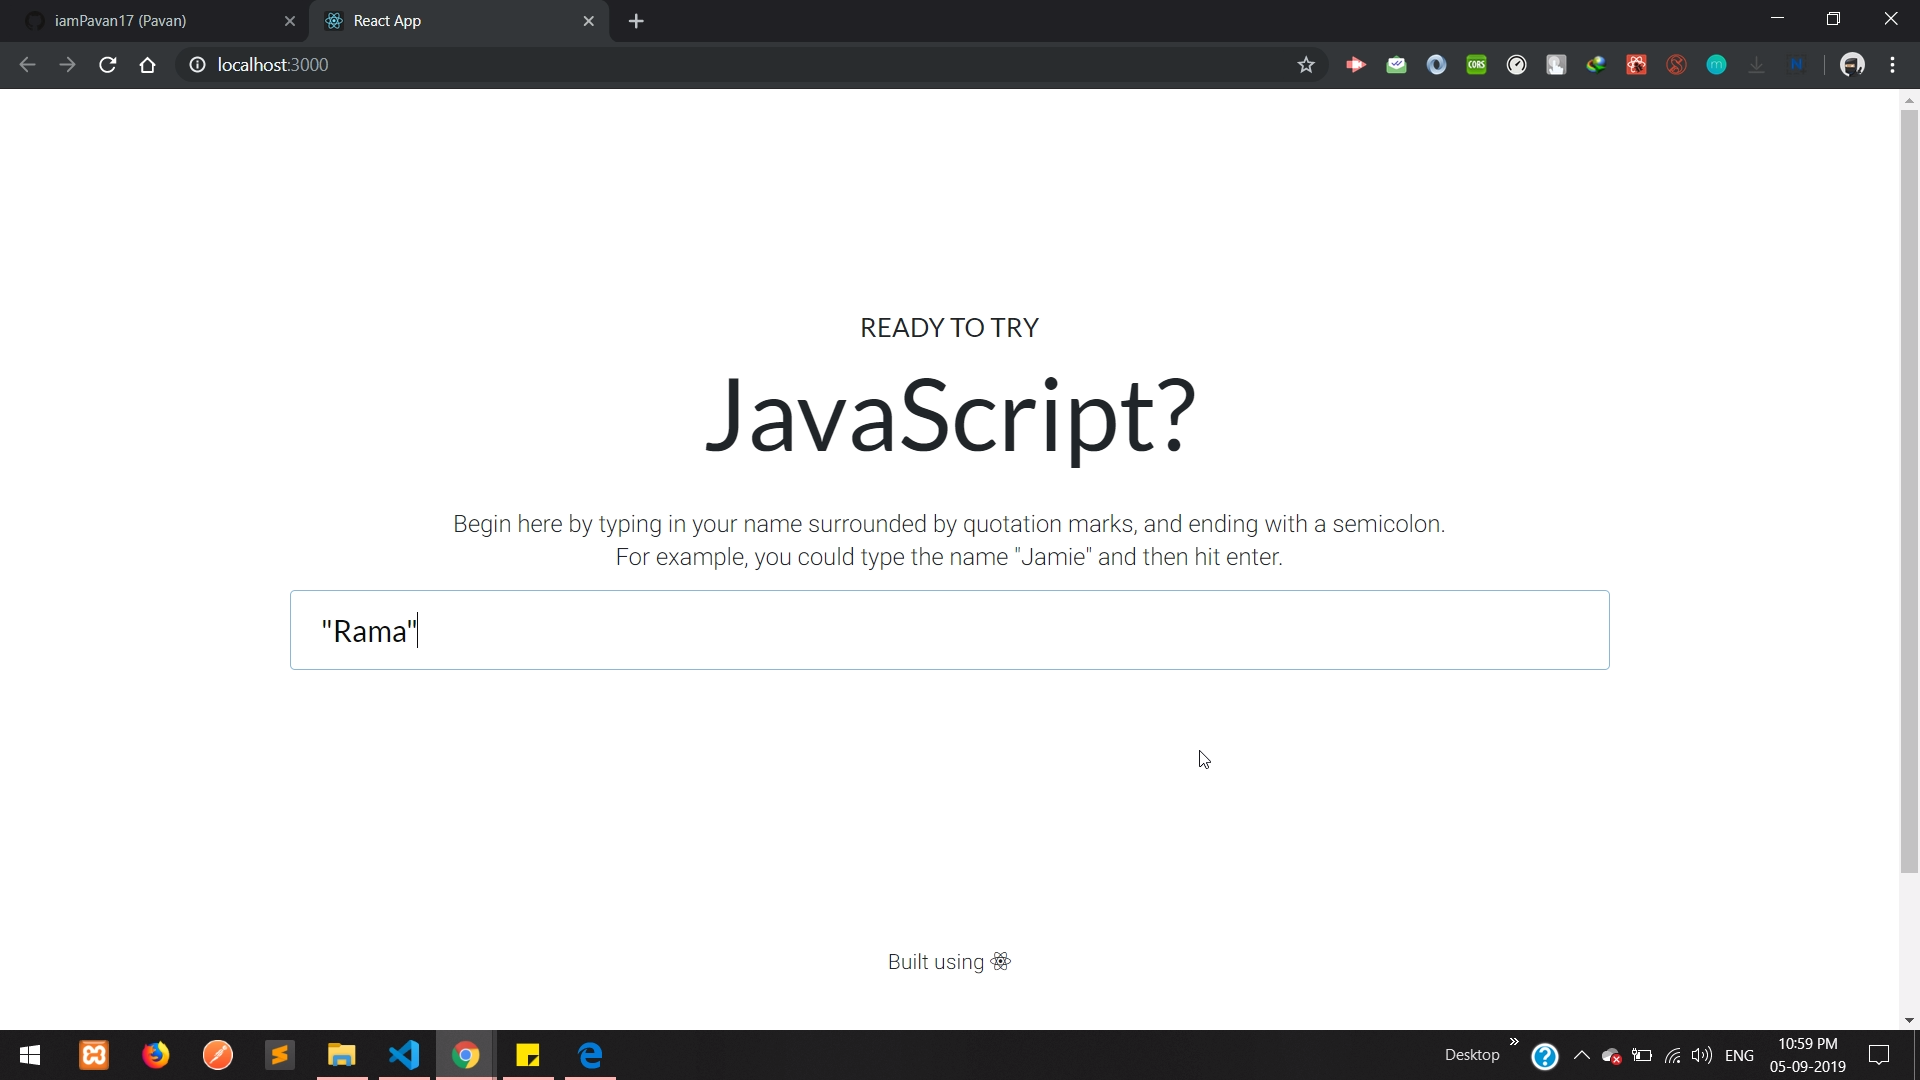 iamPavan17 (Pavan)
React App
localhost:3000
CORS
READY TO TRY
JavaScript?
Begin here by typing in your name surrounded by quotation marks, and ending with a semicolon.
For example, you could type the name "Jamie" and then hit enter.
"Rama"
Built using
Desktop
ENG
10:59 PM
05-09-2019